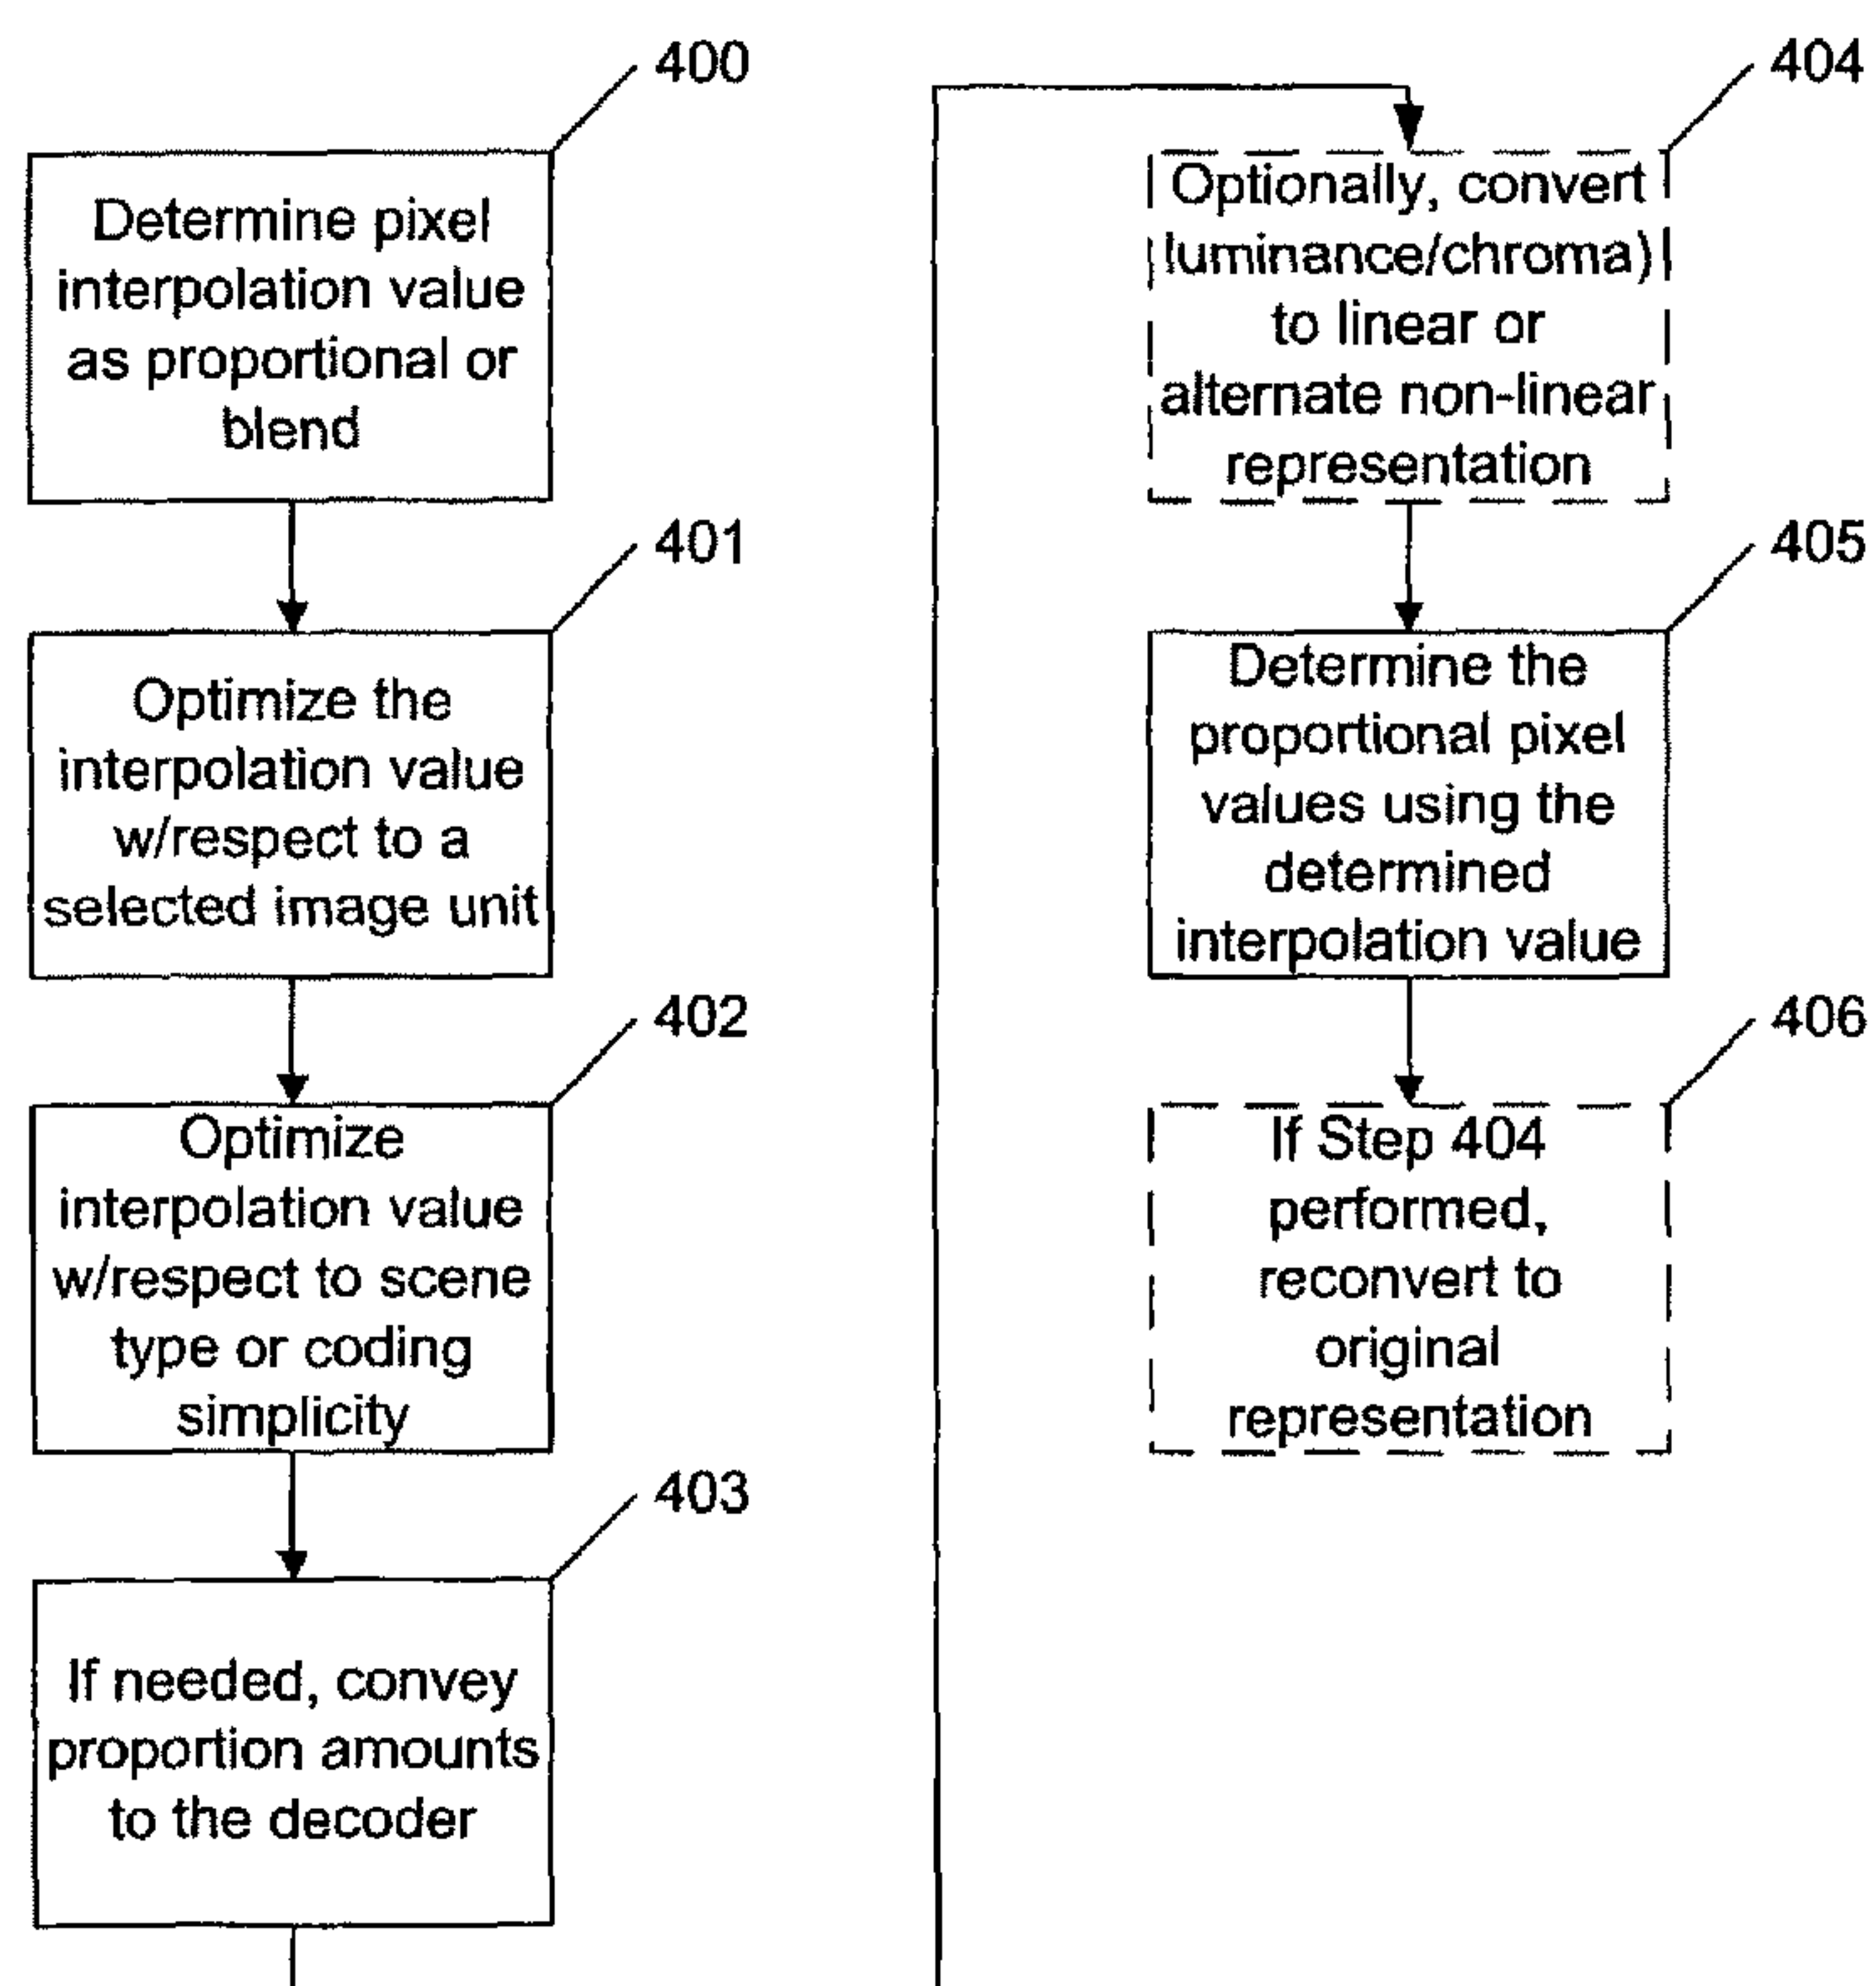 400
Determine pixel
interpolation value
as proportional or
blend
401
Optimize the
interpolation value
w/respect to a
selected image unit
402
Optimize
interpolation value
w/respect to scene
type or coding
simplicity
403
If needed, convey
proportion amounts
to the decoder
404
Optionally, convert
luminance/chroma)
to linear or
alternate non-linear
representation
405
Determine the
proportional pixel
values using the
determined
interpolation value
406
If Step 404
performed,
reconvert to
original
representation